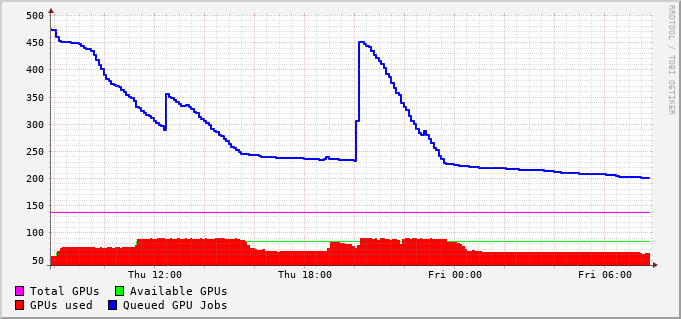 500
450
400
350
300
250
200
150
100
50
Thu 12:00 Thu 18:00 Fri 00:00 Fri 06:00
Total GPUs Available GPUs
GPUs used Queued GPU Jobs
RRDTOOL / TOBI OETIKER